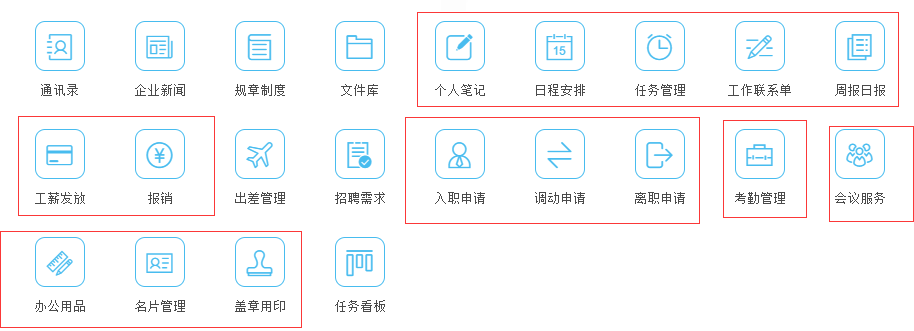 通讯录 企业新闻 规章制度 文件库 个人笔记 15 日程安排 任务管理 工作联系单 周报日报
工薪发放 报销 出差管理 招聘需求 入职申请 调动申请 离职申请 考勤管理 会议服务
办公用品 名片管理 盖章用印 任务看板